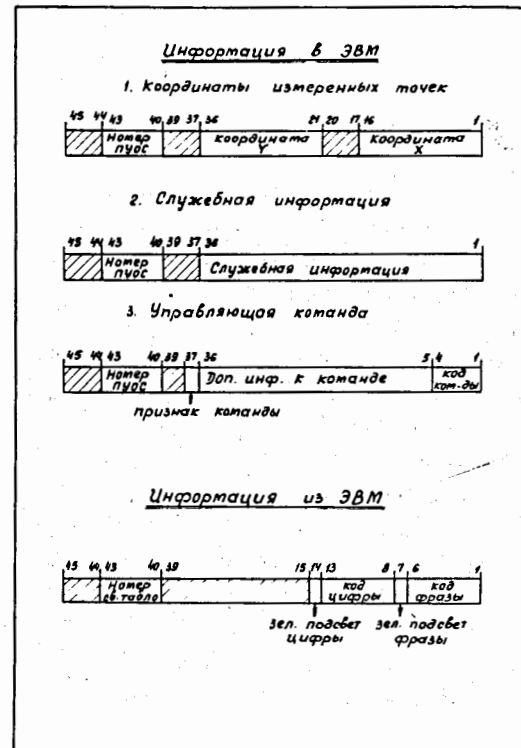 Информация в ЭВМ
1. Координаты измеренных точек
45 44 43 40 39 37 36 21 20 17 16 1
Номер ПУОС
координата Y
Координата X
2. Служебная информация
45 44 43 40 39 37 36 1
Номер ПУОС
Служебная информация
3. Управляющая команда
45 44 43 40 39 37 36 5 4 1
Номер ПУОС
Доп. инф. к команде
код ком-ды
признак команды
Информация из ЭВМ
45 44 43 40 39 15 14 13 8 7 6 1
Номер св. табло
код цифры
код фразы
Зел. подсвет цифры
Зел. подсвет фразы